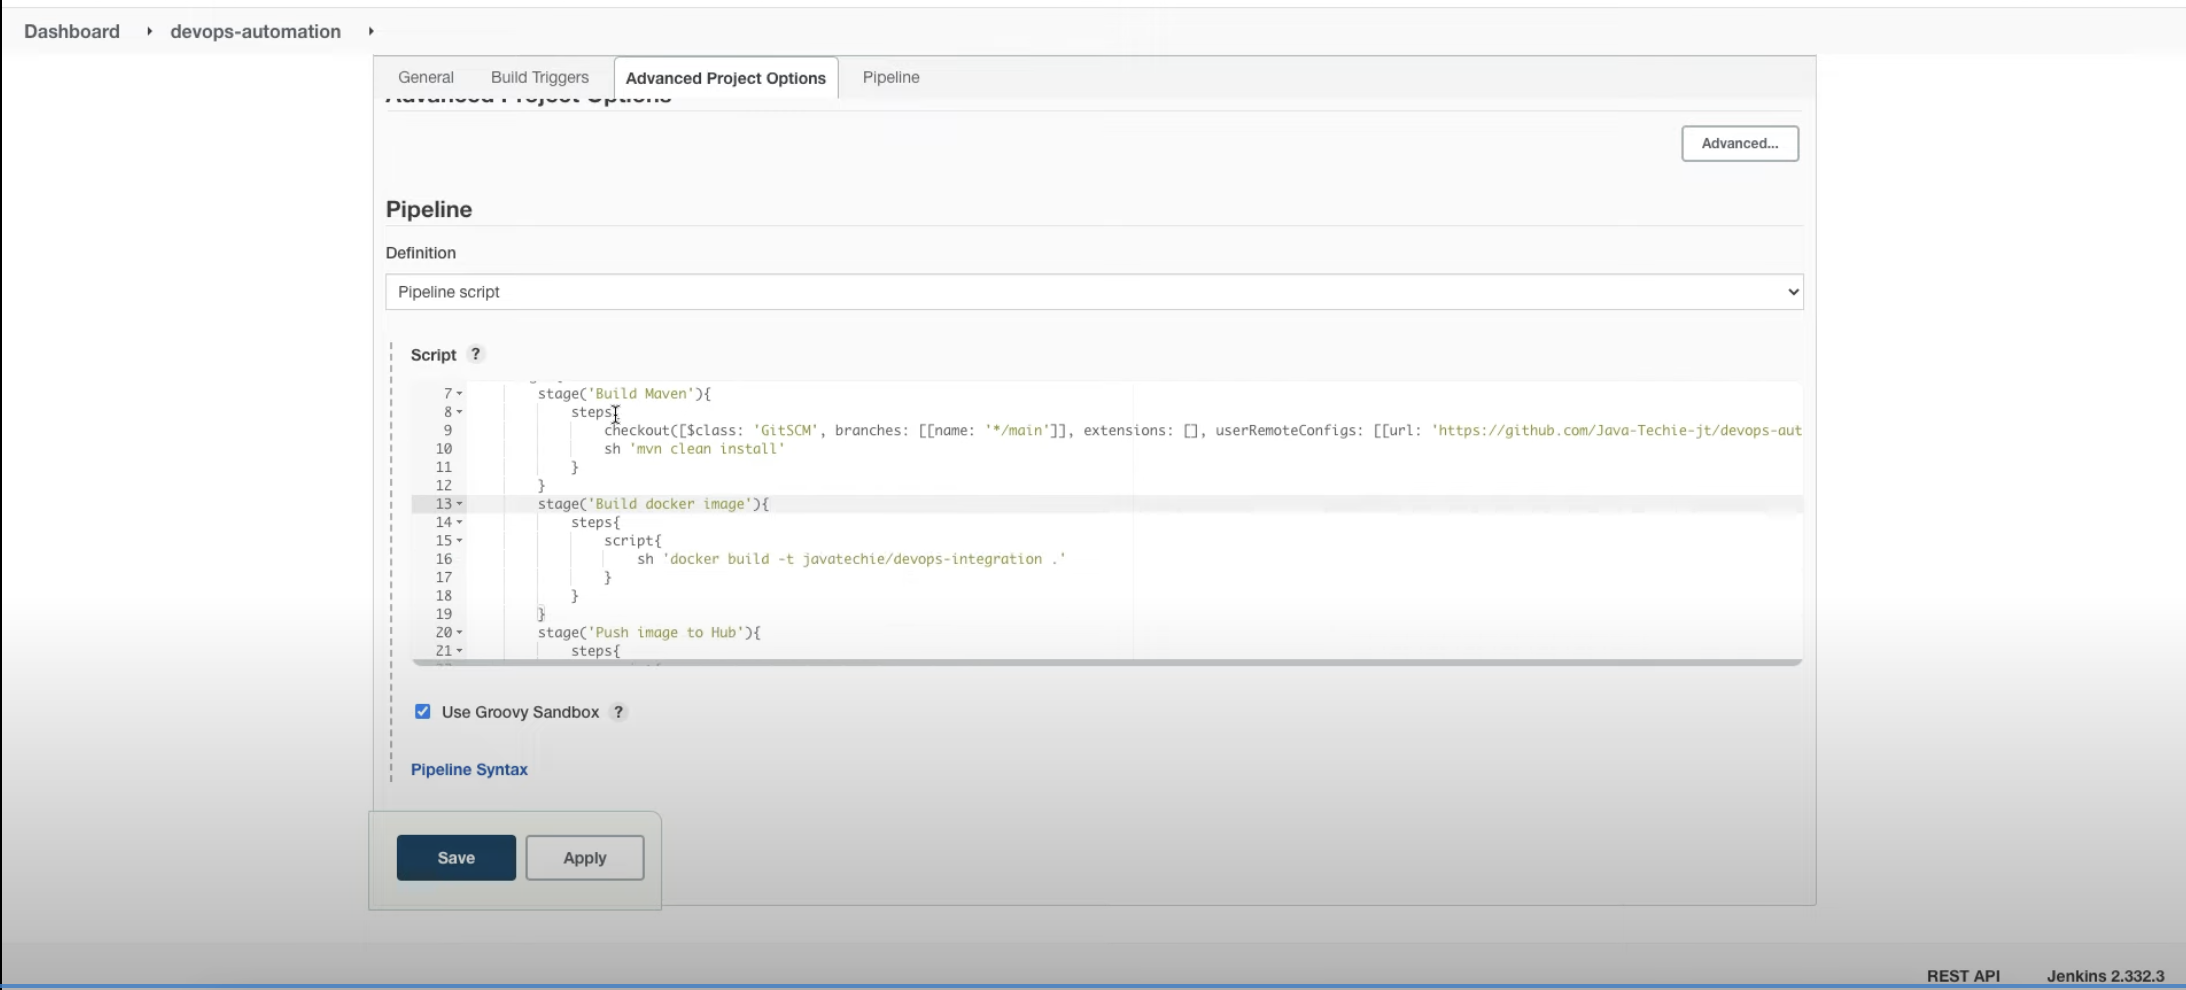 Dashboard devops-automation
General Build Triggers Advanced Project Options Pipeline
Advanced Project Options
Advanced...
Pipeline
Definition
Pipeline script
Script ?
7 stage('Build Maven'){
8 steps{
9 checkout([$class: 'GitSCM', branches: [[name: '*/main']], extensions: [], userRemoteConfigs: [[url: 'https://github.com/Java-Techie-jt/devops-aut
10 sh 'mvn clean install'
11 }
12 }
13 stage('Build docker image'){
14 steps{
15 script{
16 sh 'docker build -t javatechie/devops-integration .'
17 }
18 }
19 }
20 stage('Push image to Hub'){
21 steps{
Use Groovy Sandbox ?
Pipeline Syntax
Save Apply
REST API Jenkins 2.332.3